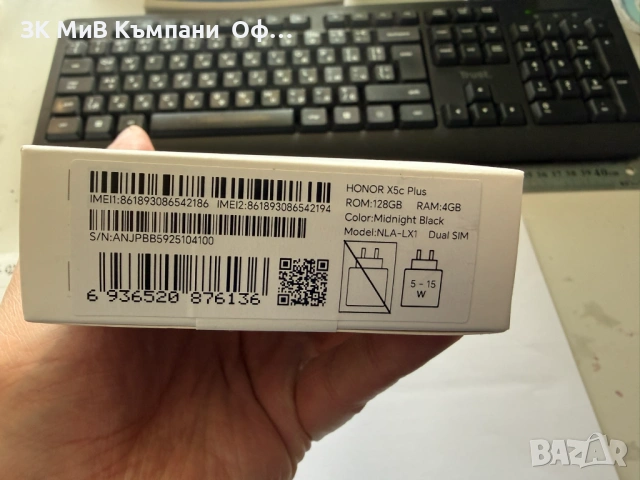 ЗК МиВ Къмпани Оф...
Trust
IMEI1:861893086542186 IMEI2:861893086542194
S/N:ANJPBB5925104100
6 936520 876136
HONOR X5c Plus
ROM:128GB RAM:4GB
Color:Midnight Black
Model:NLA-LX1 Dual SIM
5 - 15
W
BAZAR